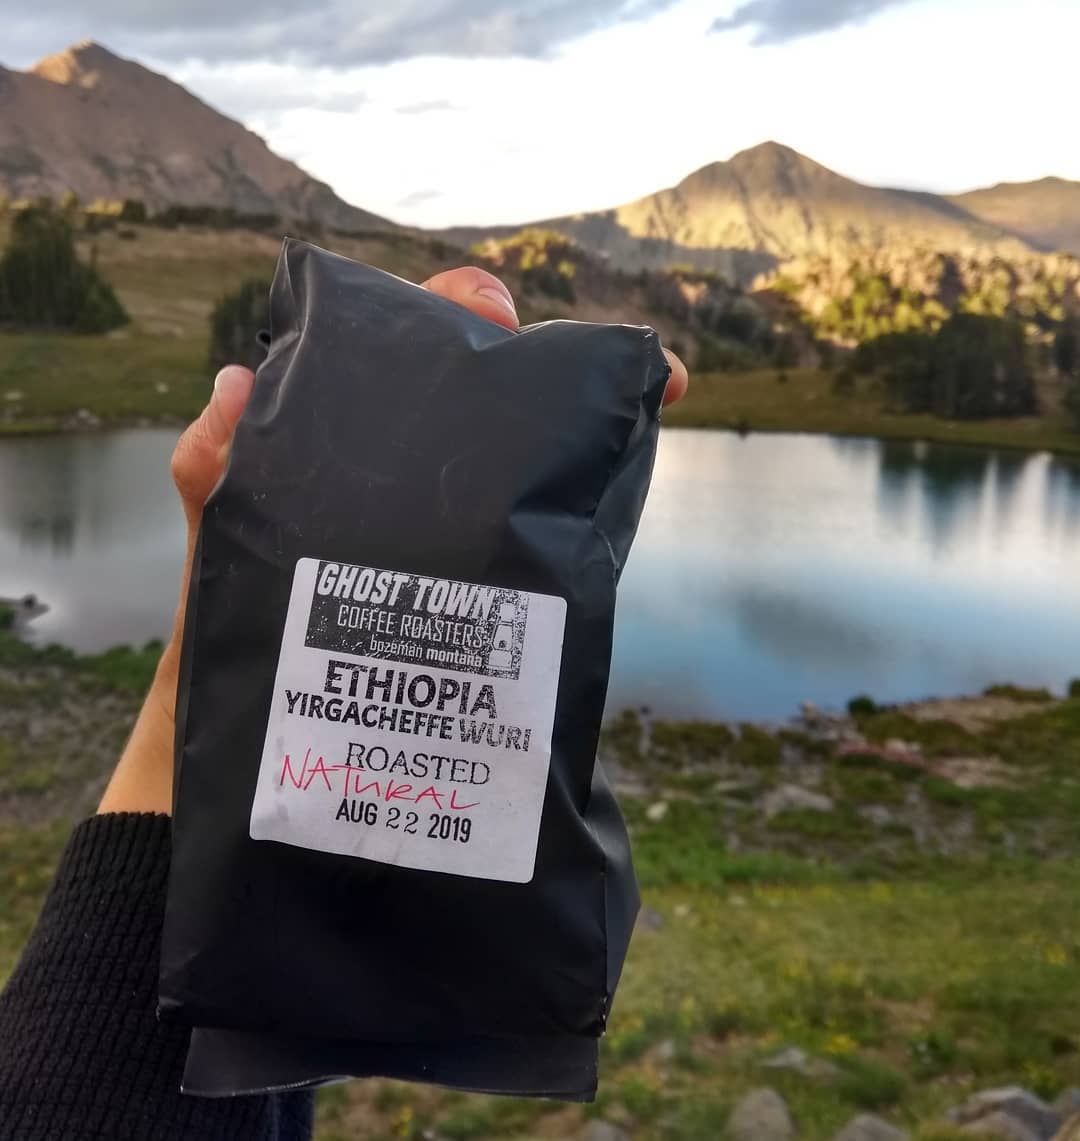 GHOST TOWN
COFFEE ROASTERS
bozeman montana
ETHIOPIA
YIRGACHEFFE WURI
ROASTED
NATURAL
AUG 22 2019